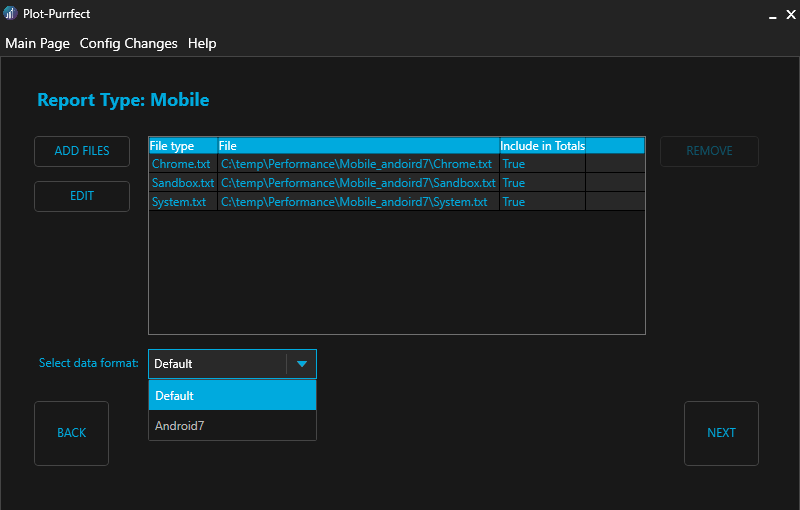 Plot-Purrfect
Main Page Config Changes Help
Report Type: Mobile
ADD FILES
EDIT
File type File Include in Totals
Chrome.txt C:\temp\Performance\Mobile_andoird7\Chrome.txt True
Sandbox.txt C:\temp\Performance\Mobile_andoird7\Sandbox.txt True
System.txt C:\temp\Performance\Mobile_andoird7\System.txt True
REMOVE
Select data format: Default
Default
Android7
BACK
NEXT